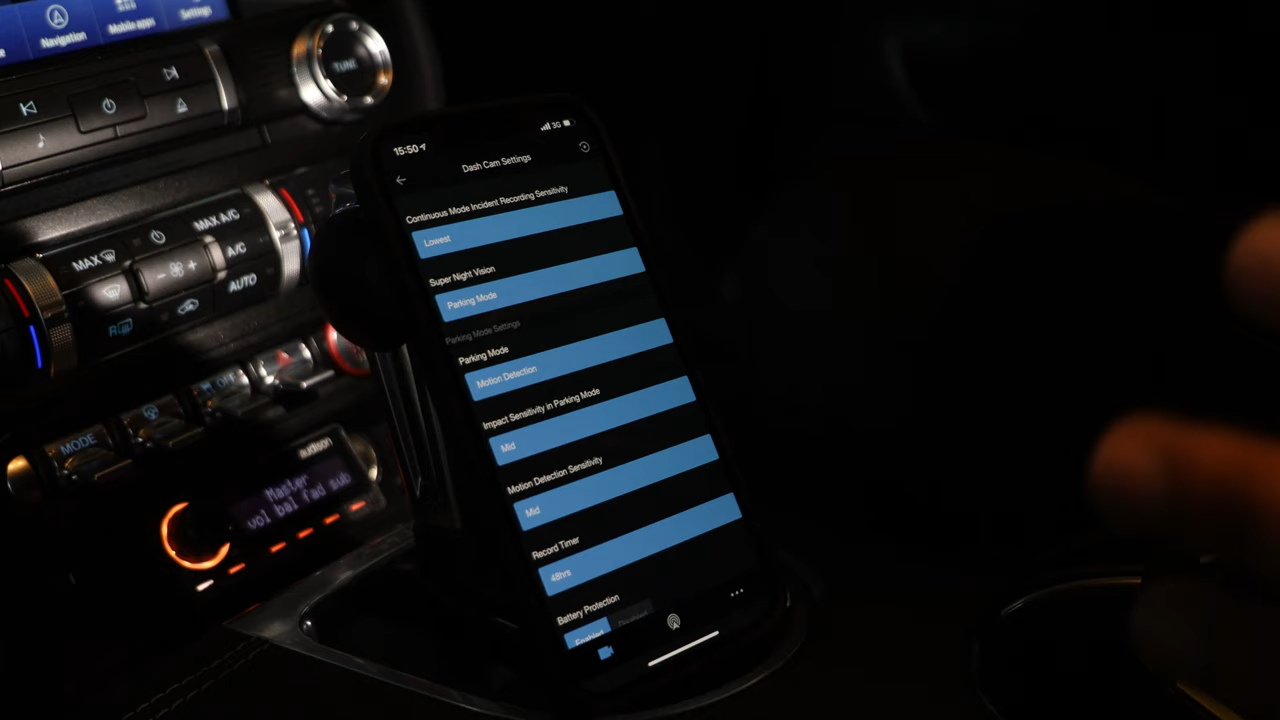 Navigation
Mobile apps
Settings
TUNE
MAX A/C
MAX
A/C
AUTO
R
OFF
MODE
audison
Master
vol bal fad sub
15:50
3G
Dash Cam Settings
Continuous Mode Incident Recording Sensitivity
Lowest
Super Night Vision
Parking Mode
Parking Mode Settings
Parking Mode
Motion Detection
Impact Sensitivity in Parking Mode
Mid
Motion Detection Sensitivity
Mid
Record Timer
48hrs
Battery Protection
Enabled
Disabled